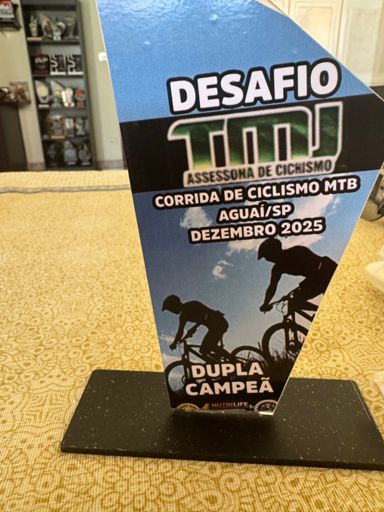 DESAFIO
TMJ
ASSESSORIA DE CICLISMO
CORRIDA DE CICLISMO MTB
AGUAÍ/SP
DEZEMBRO 2025
DUPLA
CAMPEÃ
NUTRILIFE